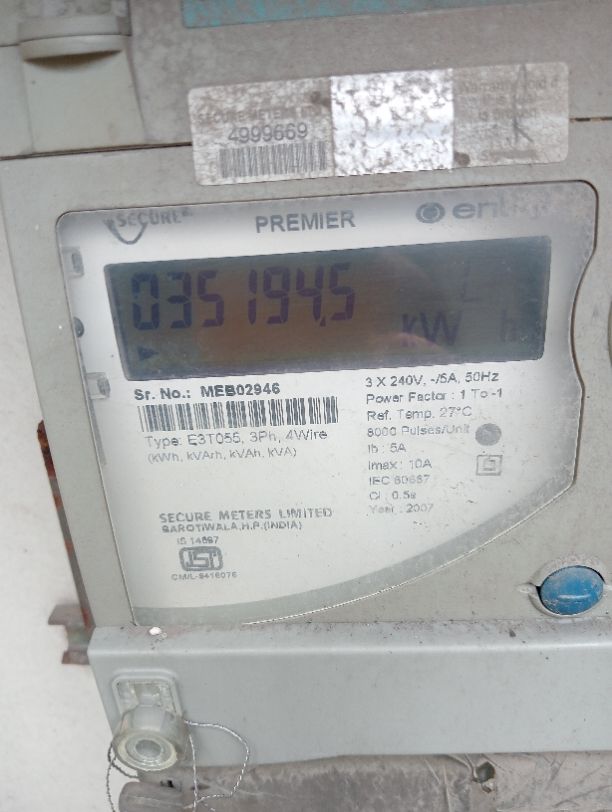 SECURE METERS
4999669
SECURE
PREMIER
035194.5
kW h
Sr. No.: MEB02946
Type: E3T055, 3Ph, 4Wire
(kWh, kVArh, kVAh, kVA)
3 X 240V, -/5A, 50Hz
Power Factor : 1 To -1
Ref. Temp. 27°C
8000 Pulses/Unit
Ib : 5A
Imax : 10A
IEC 60687
Cl : 0.5s
Year : 2007
SECURE METERS LIMITED
BAROTIWALA, H.P. (INDIA)
IS 14697
ISI
CM/L-9416076